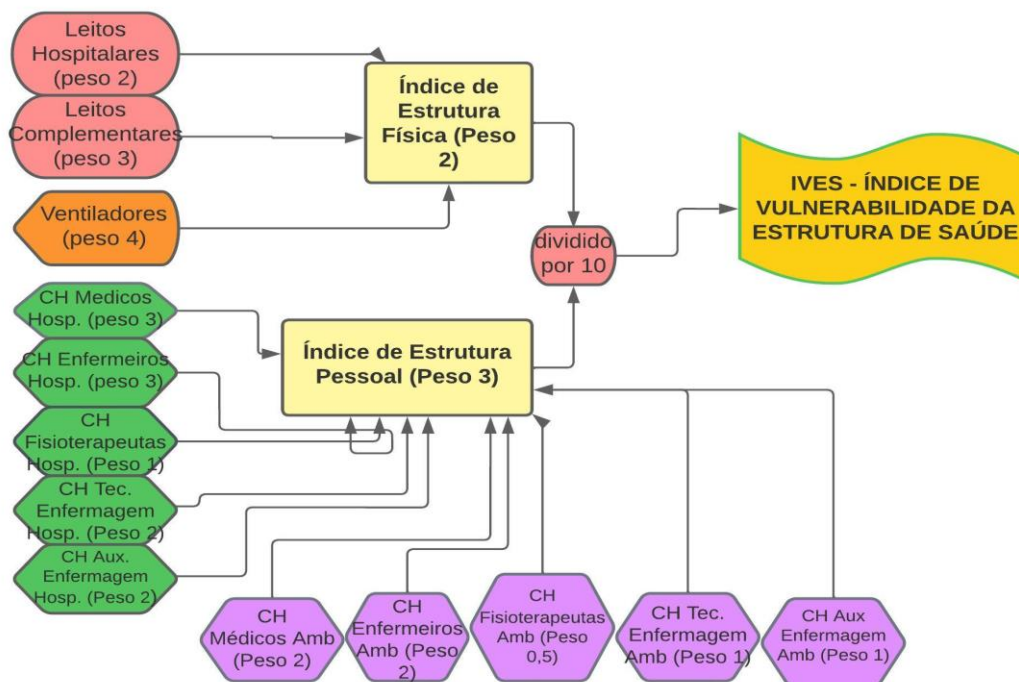 Leitos
Hospitalares
(peso 2)
Leitos
Complementares
(peso 3)
Ventiladores
(peso 4)
Índice de
Estrutura
Física (Peso
2)
dividido
por 10
IVES - ÍNDICE DE
VULNERABILIDADE DA
ESTRUTURA DE SAÚDE
CH Medicos
Hosp. (peso 3)
CH Enfermeiros
Hosp. (peso 3)
CH
Fisioterapeutas
Hosp. (Peso 1)
CH Tec.
Enfermagem
Hosp. (Peso 2)
CH Aux.
Enfermagem
Hosp. (Peso 2)
Índice de Estrutura
Pessoal (Peso 3)
CH
Médicos Amb
(Peso 2)
CH
Enfermeiros
Amb (Peso
2)
CH
Fisioterapeutas
Amb (Peso
0,5)
CH Tec.
Enfermagem
Amb (Peso 1)
CH Aux
Enfermagem
Amb (Peso 1)